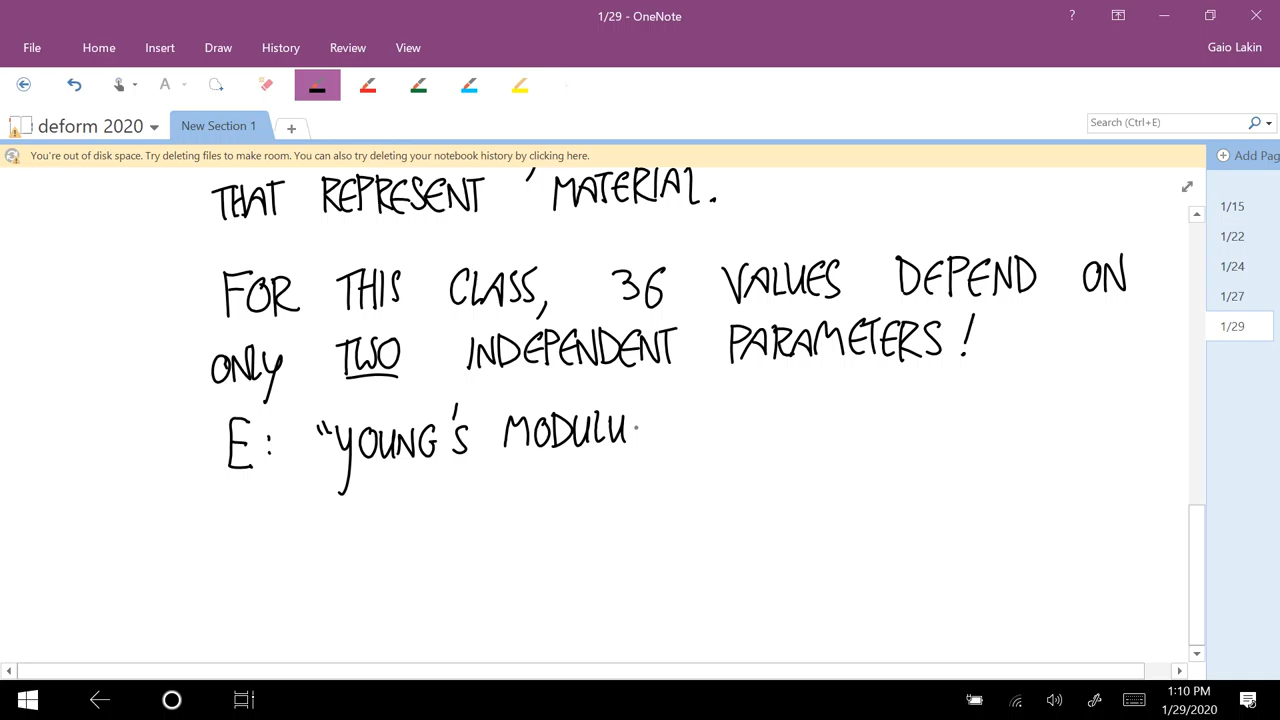 1/29 - OneNote
?
File Home Insert Draw History Review View Gaio Lakin
A
deform 2020 New Section 1 + Search (Ctrl+E)
You're out of disk space. Try deleting files to make room. You can also try deleting your notebook history by clicking here.
Add Pag
1/15
1/22
1/24
1/27
1/29
THAT REPRESENT MATERIAL.
FOR THIS CLASS, 36 VALUES DEPEND ON
ONLY TWO INDEPENDENT PARAMETERS!
E: "YOUNG'S MODULU
1:10 PM
1/29/2020